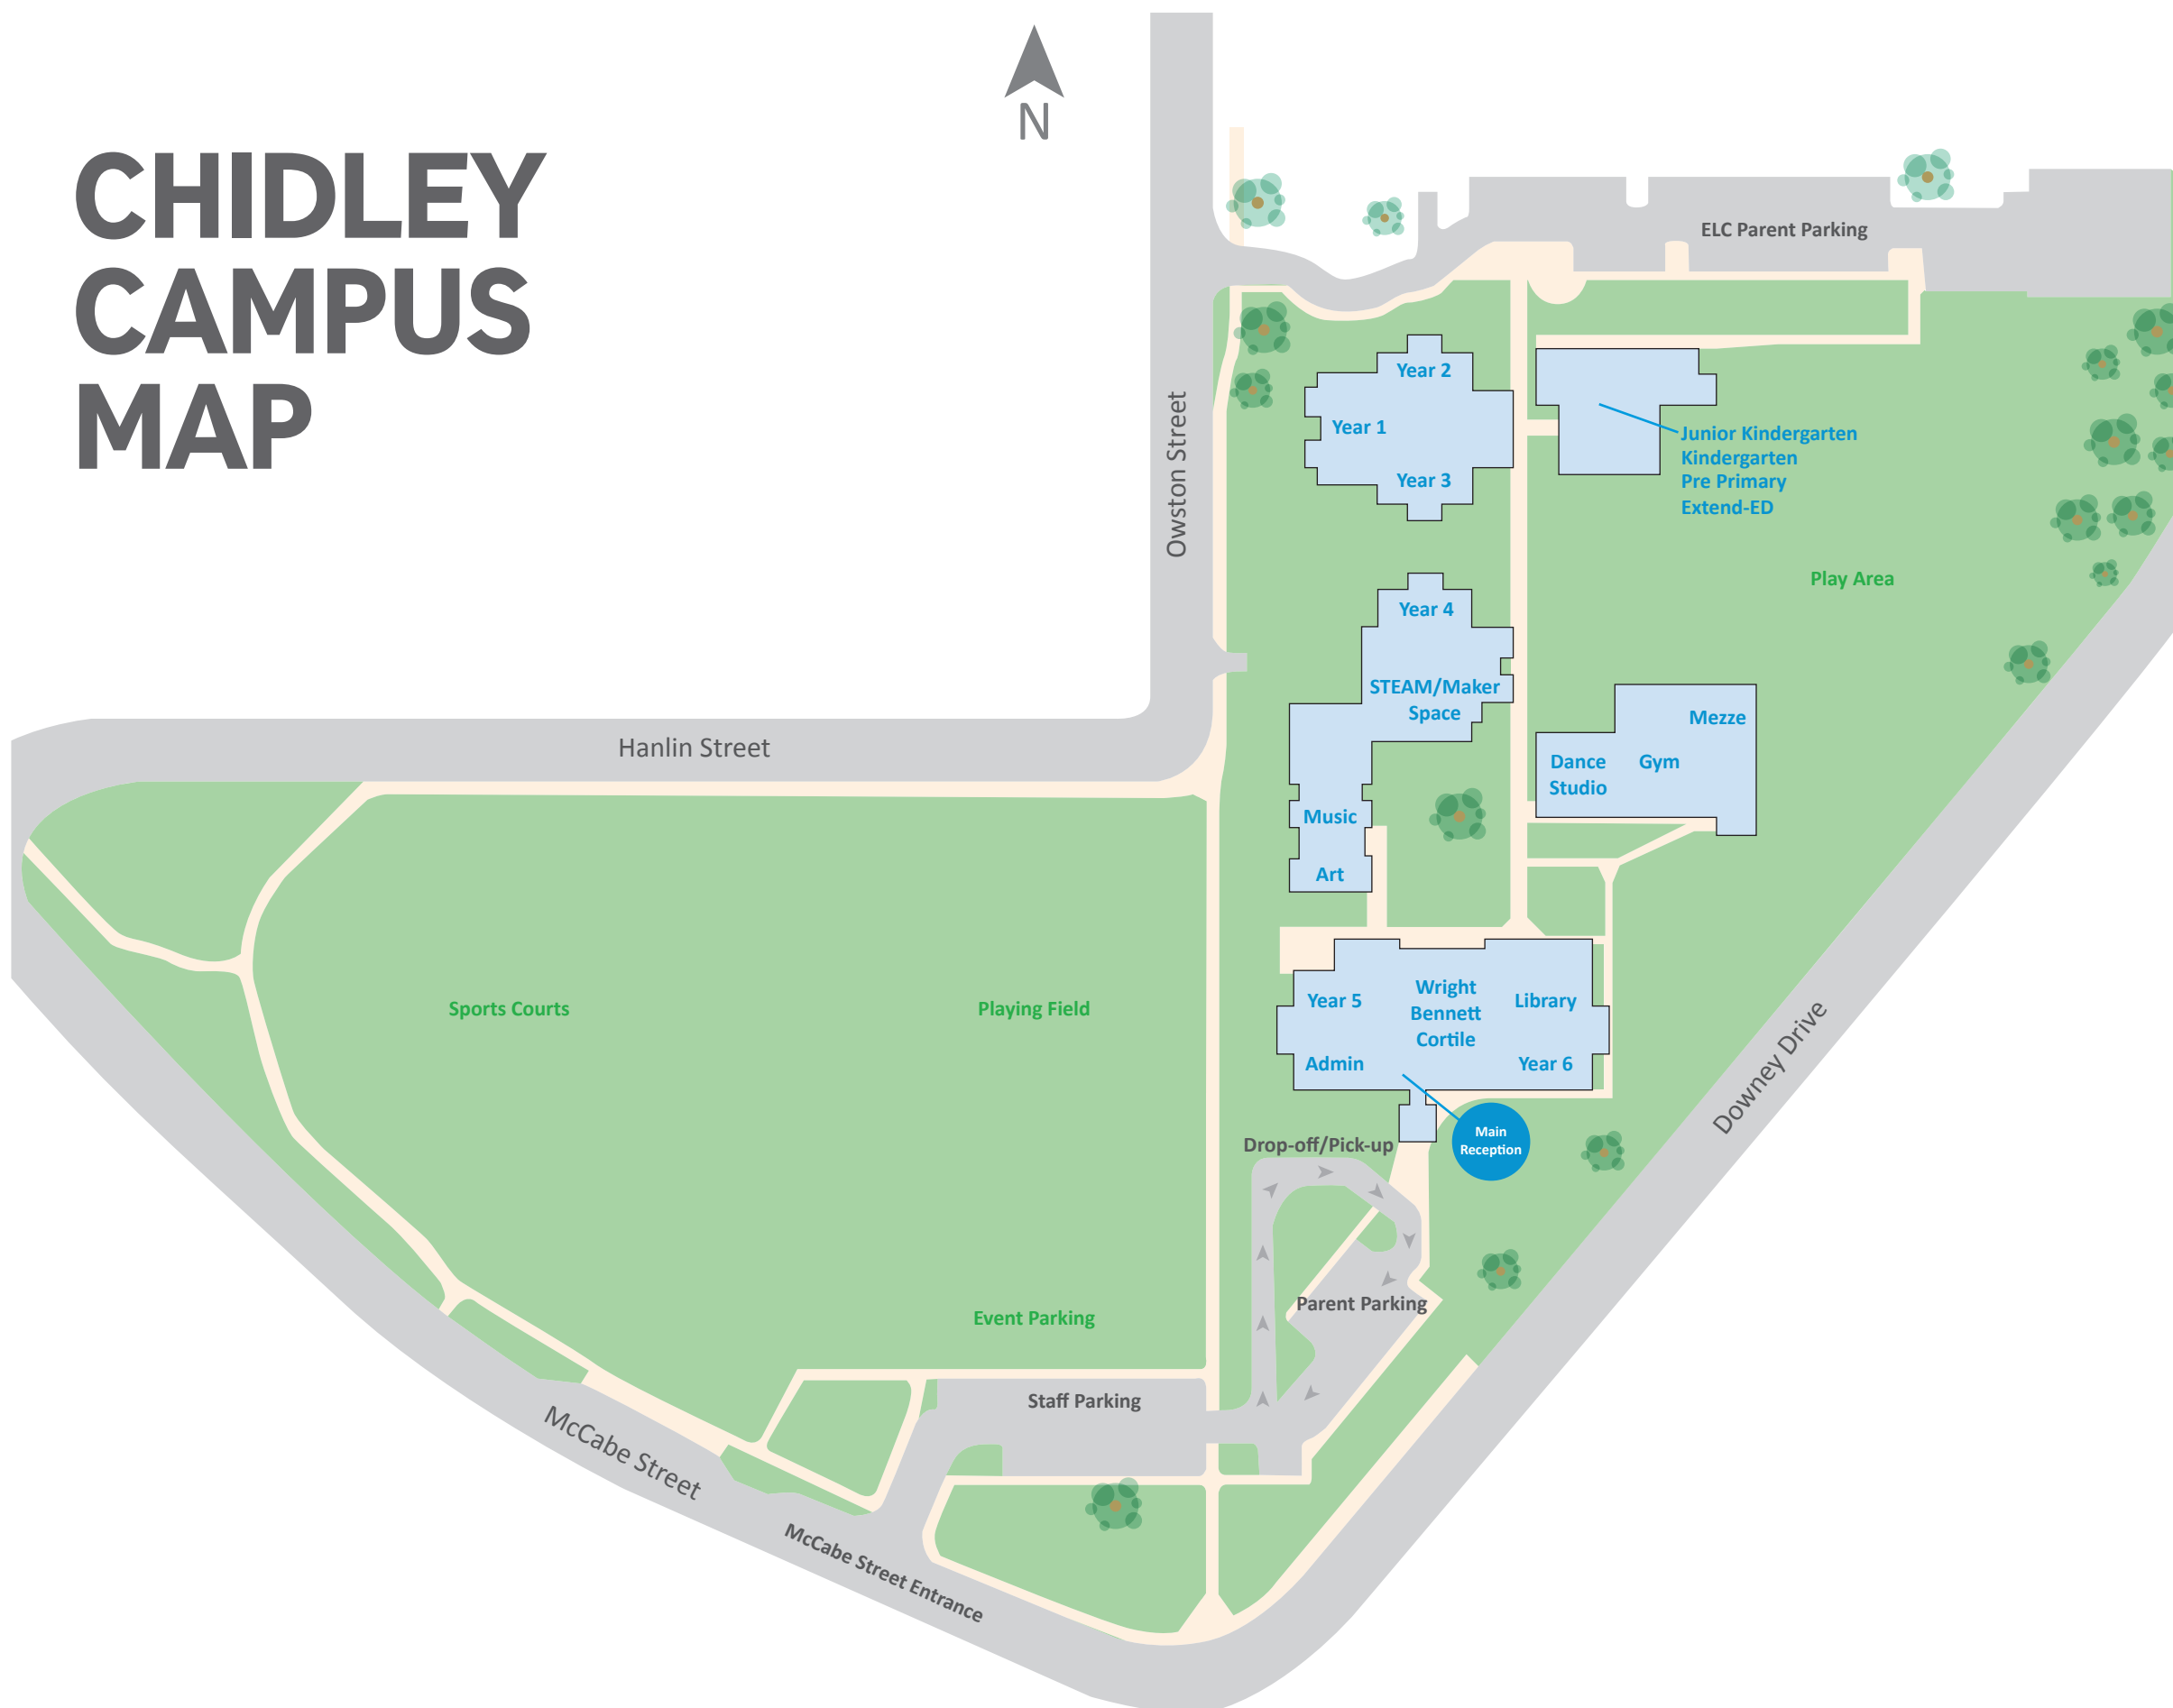 CHIDLEY
CAMPUS
MAP
N
ELC Parent Parking
Owston Street
Year 2
Year 1
Year 3
Junior Kindergarten
Kindergarten
Pre Primary
Extend-ED
Play Area
Year 4
STEAM/Maker
Space
Mezze
Dance
Studio
Gym
Hanlin Street
Music
Art
Sports Courts
Playing Field
Year 5
Wright
Bennett
Cortile
Library
Admin
Year 6
Downey Drive
Main
Reception
Drop-off/Pick-up
Parent Parking
Event Parking
Staff Parking
McCabe Street
McCabe Street Entrance